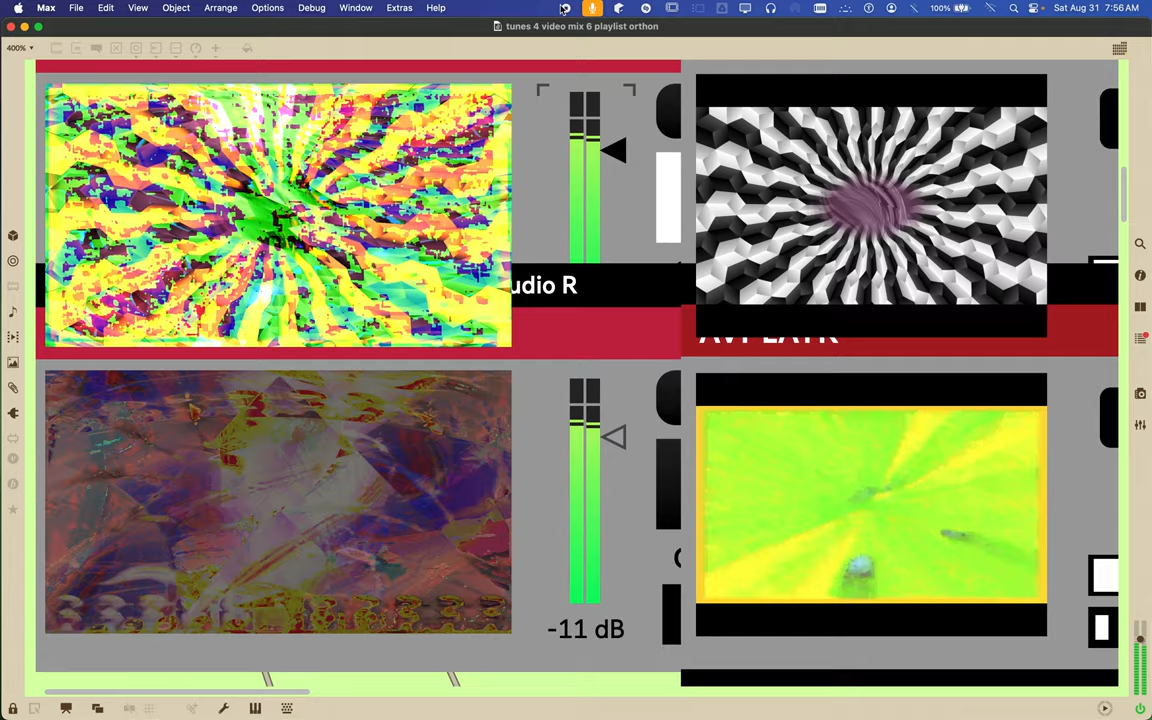 Max File Edit View Object Arrange Options Debug Window Extras Help 100% Sat Aug 31 7:56 AM
tunes 4 video mix 6 playlist orthon
400%
udio R
-11 dB